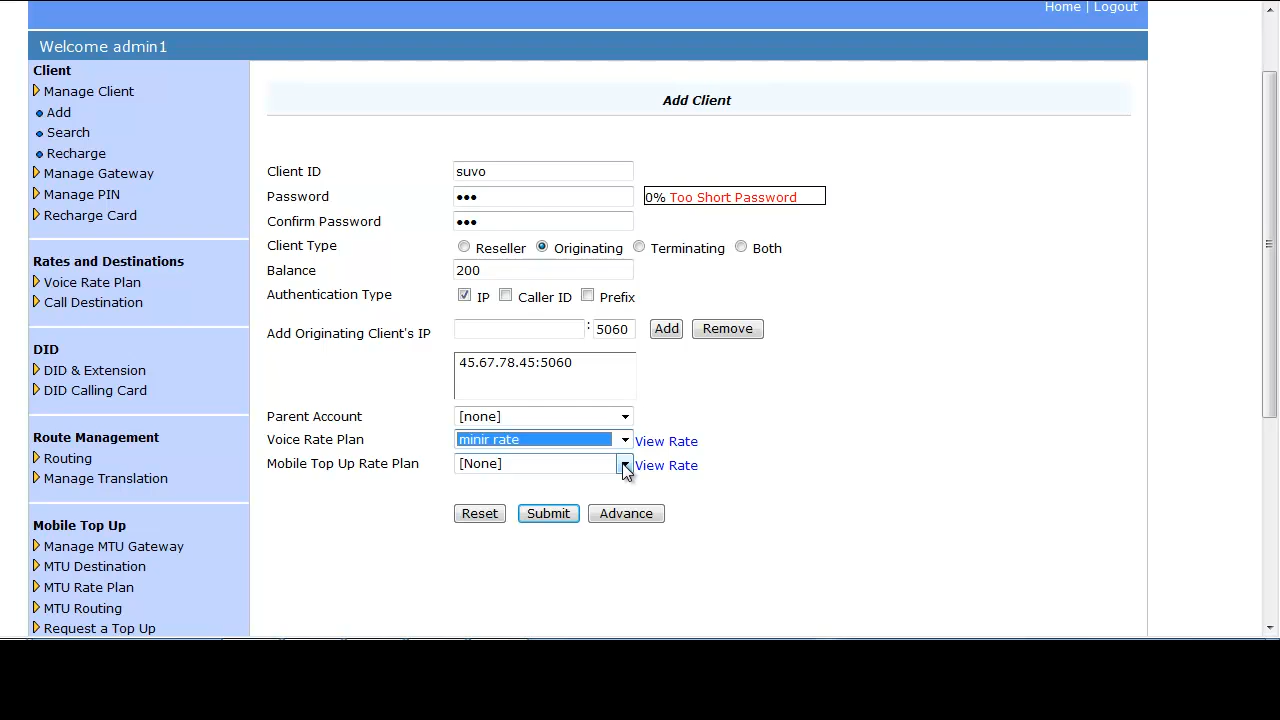 Home | Logout
Welcome admin1
Client
Manage Client
Add
Search
Recharge
Manage Gateway
Manage PIN
Recharge Card
Rates and Destinations
Voice Rate Plan
Call Destination
DID
DID & Extension
DID Calling Card
Route Management
Routing
Manage Translation
Mobile Top Up
Manage MTU Gateway
MTU Destination
MTU Rate Plan
MTU Routing
Request a Top Up
Add Client
Client ID suvo
Password ●●● 0% Too Short Password
Confirm Password ●●●
Client Type Reseller Originating Terminating Both
Balance 200
Authentication Type IP Caller ID Prefix
Add Originating Client's IP : 5060 Add Remove
45.67.78.45:5060
Parent Account [none]
Voice Rate Plan minir rate View Rate
Mobile Top Up Rate Plan [None] View Rate
Reset Submit Advance